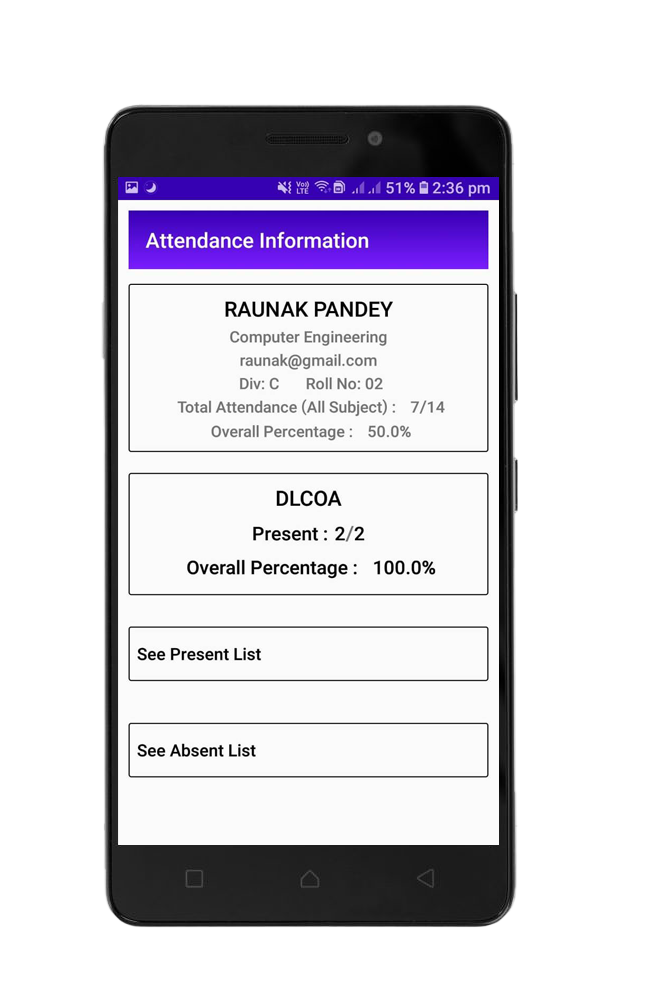 Vo)) LTE 51% 2:36 pm
Attendance Information
RAUNAK PANDEY
Computer Engineering
raunak@gmail.com
Div: C Roll No: 02
Total Attendance (All Subject) : 7/14
Overall Percentage : 50.0%
DLCOA
Present : 2/2
Overall Percentage : 100.0%
See Present List
See Absent List